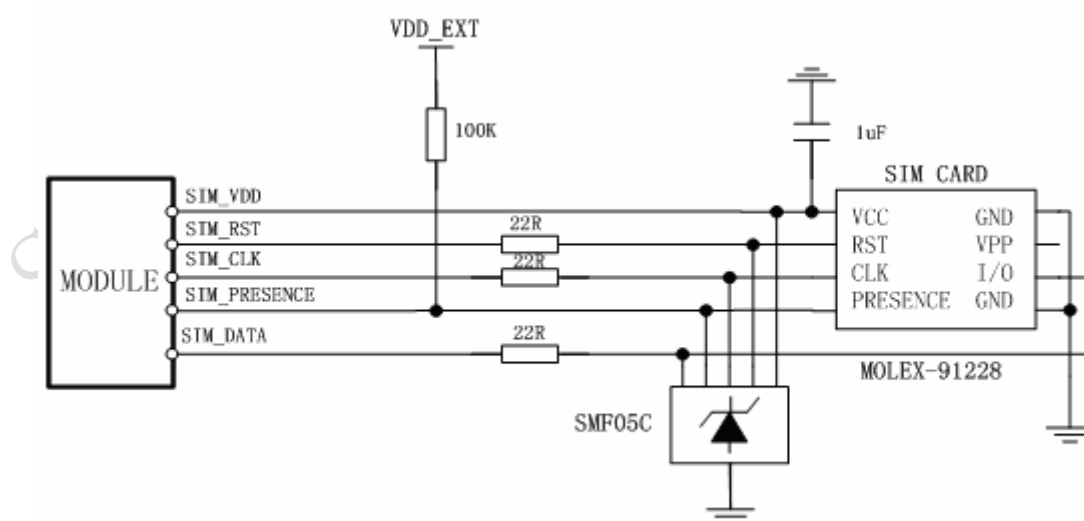 VDD_EXT
100K
1uF
SIM CARD
SIM_VDD
SIM_RST
SIM_CLK
SIM_PRESENCE
SIM_DATA
MODULE
22R
22R
22R
VCC GND
RST VPP
CLK I/O
PRESENCE GND
MOLEX-91228
SMF05C